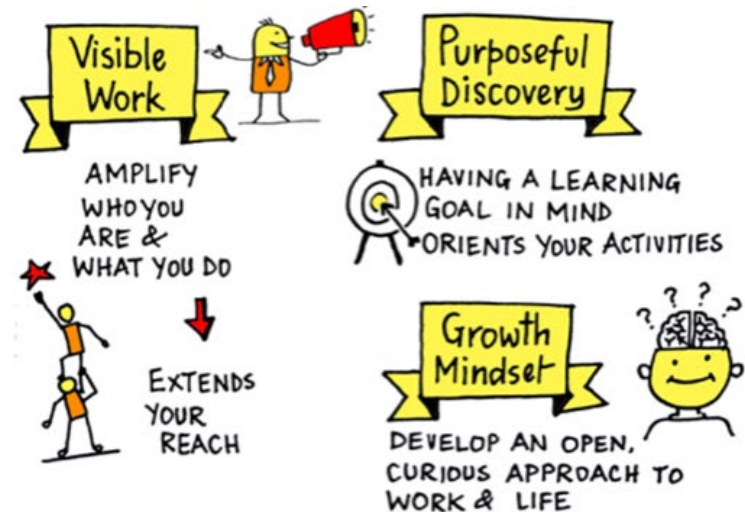 Visible
Work
AMPLIFY
WHO YOU
ARE &
WHAT YOU DO
EXTENDS
YOUR
REACH
Purposeful
Discovery
HAVING A LEARNING
GOAL IN MIND
ORIENTS YOUR ACTIVITIES
Growth
Mindset
? ? ? ?
DEVELOP AN OPEN,
CURIOUS APPROACH TO
WORK & LIFE